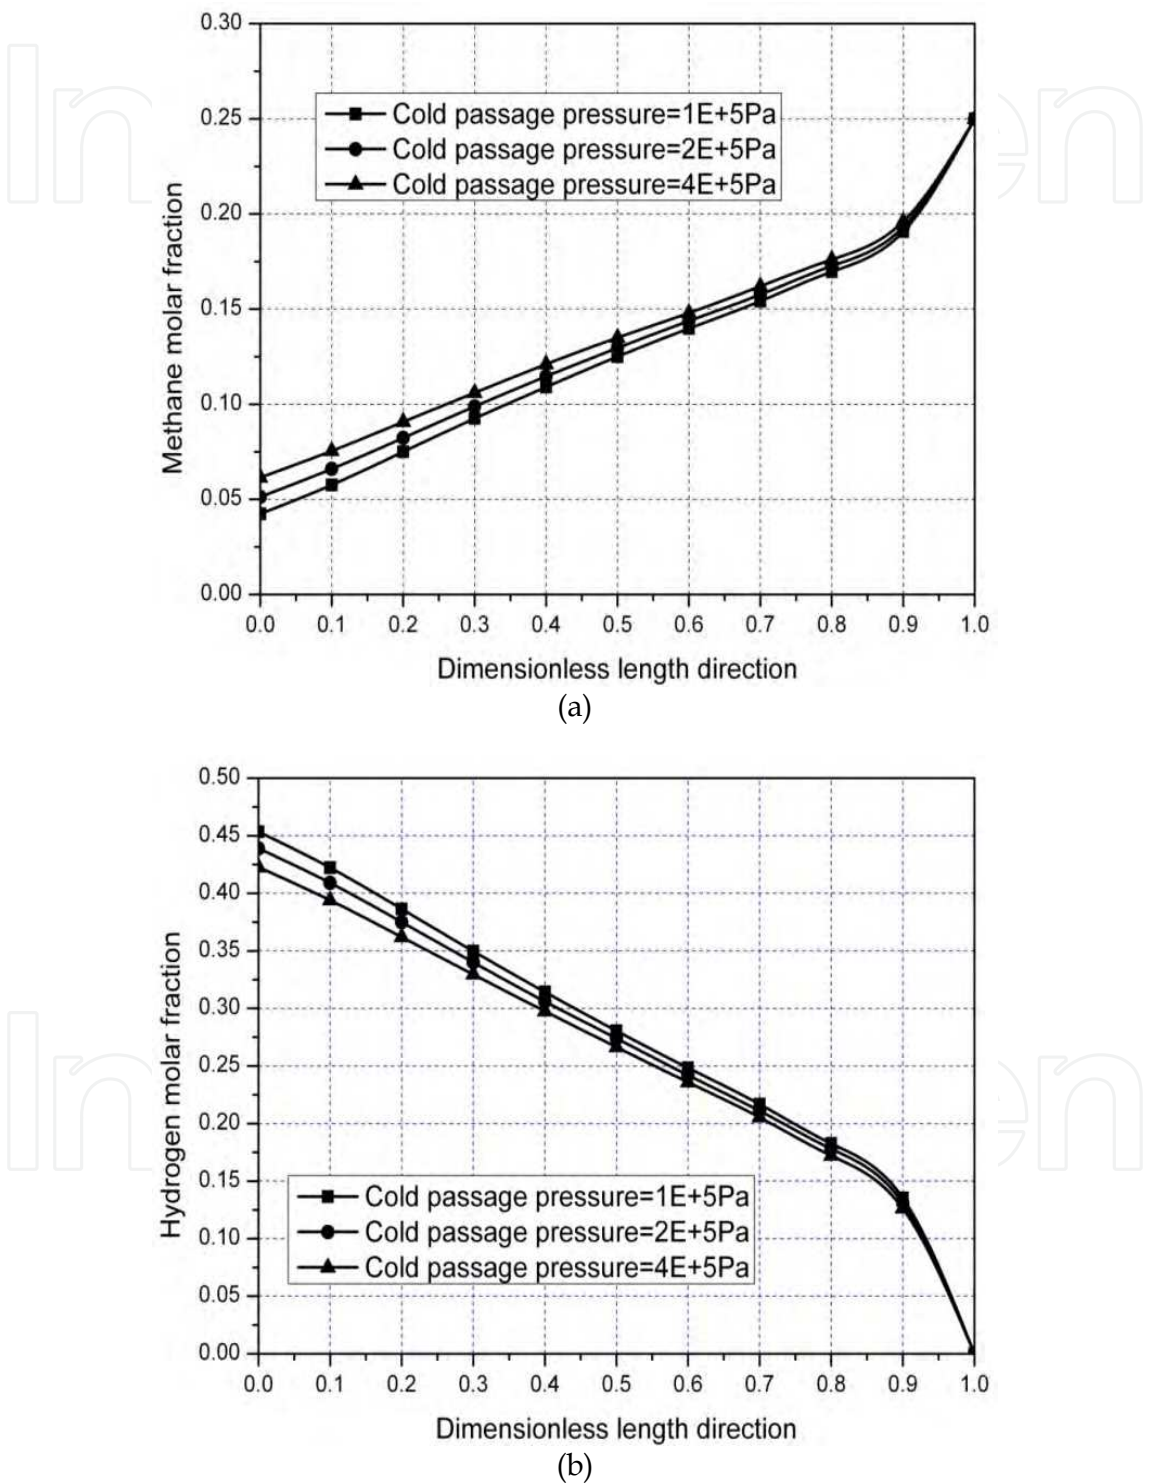 0.30
0.25
0.20
0.15
0.10
0.05
0.00
Methane molar fraction
Cold passage pressure=1E+5Pa
Cold passage pressure=2E+5Pa
Cold passage pressure=4E+5Pa
0.0 0.1 0.2 0.3 0.4 0.5 0.6 0.7 0.8 0.9 1.0
Dimensionless length direction
(a)
0.50
0.45
0.40
0.35
0.30
0.25
0.20
0.15
0.10
0.05
0.00
Hydrogen molar fraction
Cold passage pressure=1E+5Pa
Cold passage pressure=2E+5Pa
Cold passage pressure=4E+5Pa
0.0 0.1 0.2 0.3 0.4 0.5 0.6 0.7 0.8 0.9 1.0
Dimensionless length direction
(b)